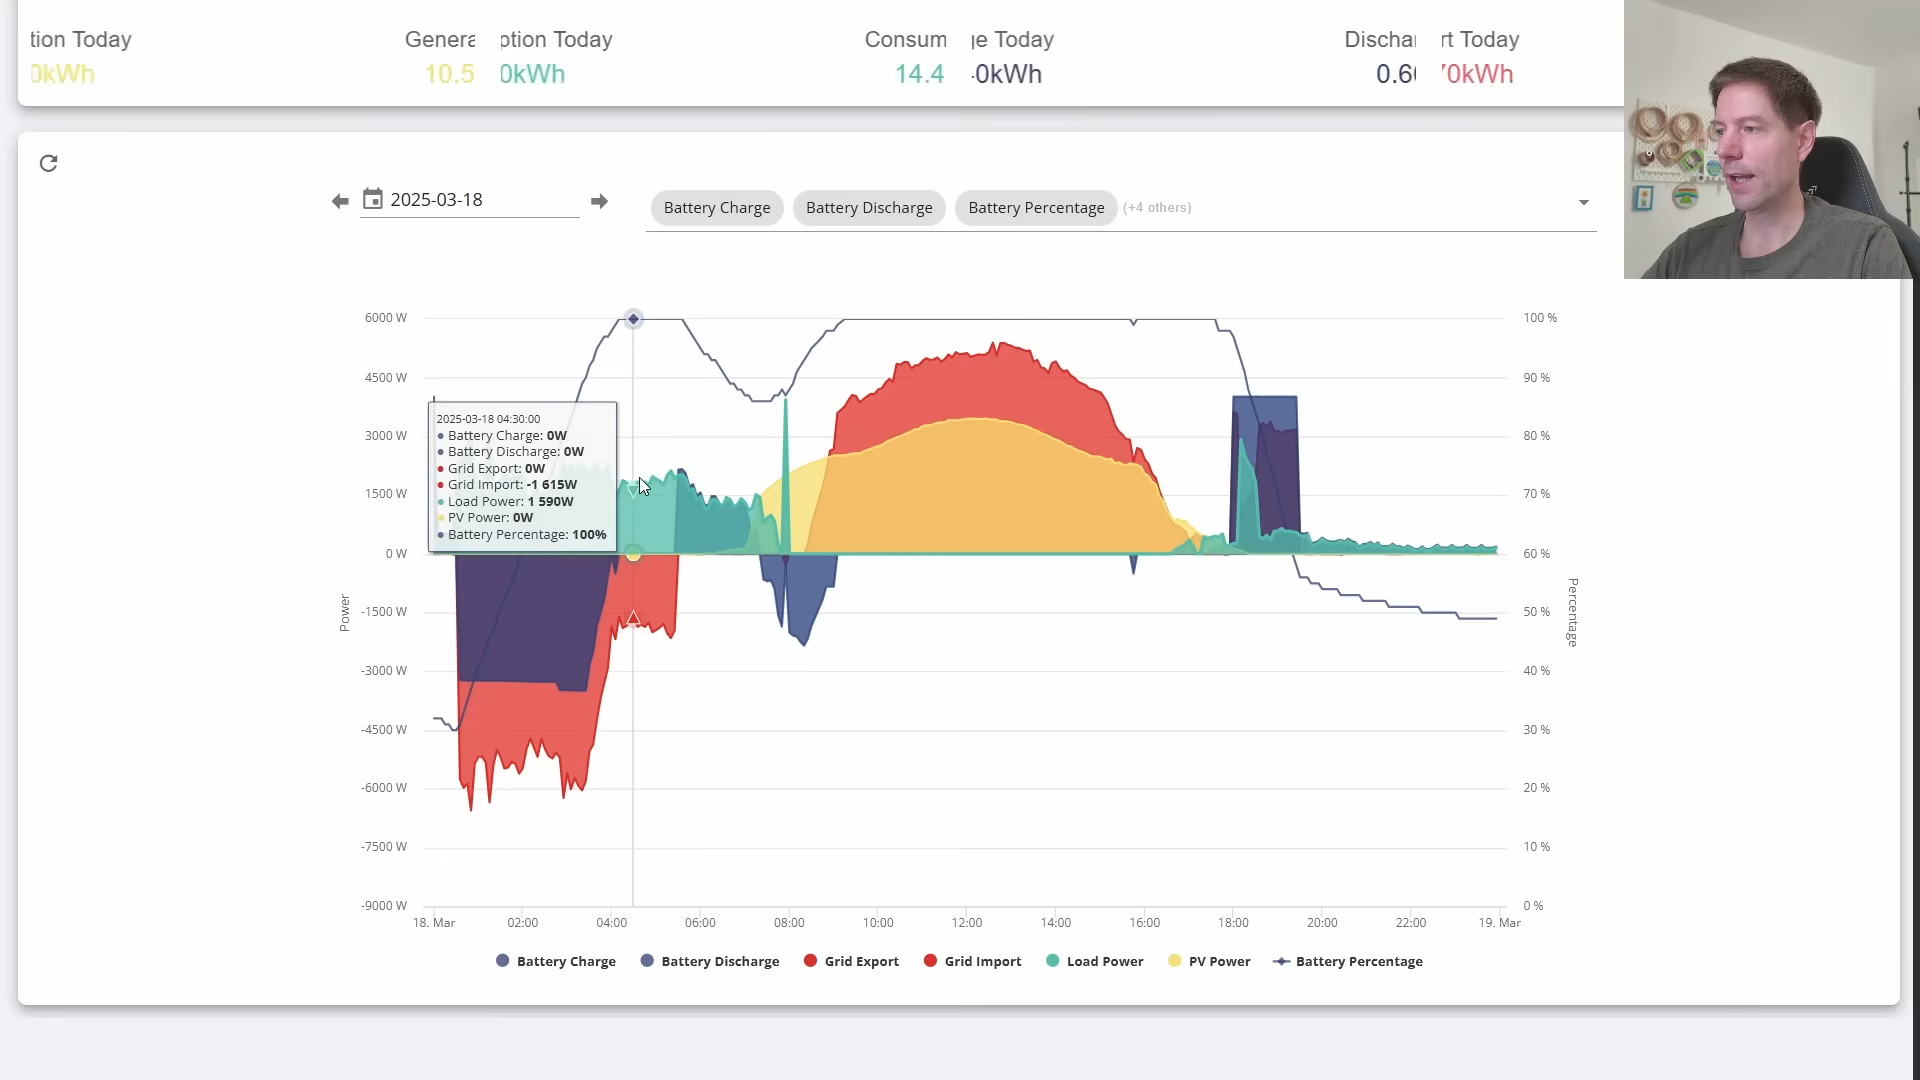 tion Today
Genera
ption Today
Consum
ge Today
Dischar
rt Today
0kWh
10.5
0kWh
14.4
0kWh
0.60
70kWh
2025-03-18
Battery Charge
Battery Discharge
Battery Percentage
(+4 others)
6000 W
100 %
4500 W
90 %
3000 W
80 %
1500 W
70 %
0 W
60 %
-1500 W
50 %
-3000 W
40 %
-4500 W
30 %
-6000 W
20 %
-7500 W
10 %
-9000 W
0 %
Power
Percentage
2025-03-18 04:30:00
Battery Charge: 0W
Battery Discharge: 0W
Grid Export: 0W
Grid Import: -1 615W
Load Power: 1 590W
PV Power: 0W
Battery Percentage: 100%
18. Mar
02:00
04:00
06:00
08:00
10:00
12:00
14:00
16:00
18:00
20:00
22:00
19. Mar
Battery Charge
Battery Discharge
Grid Export
Grid Import
Load Power
PV Power
Battery Percentage